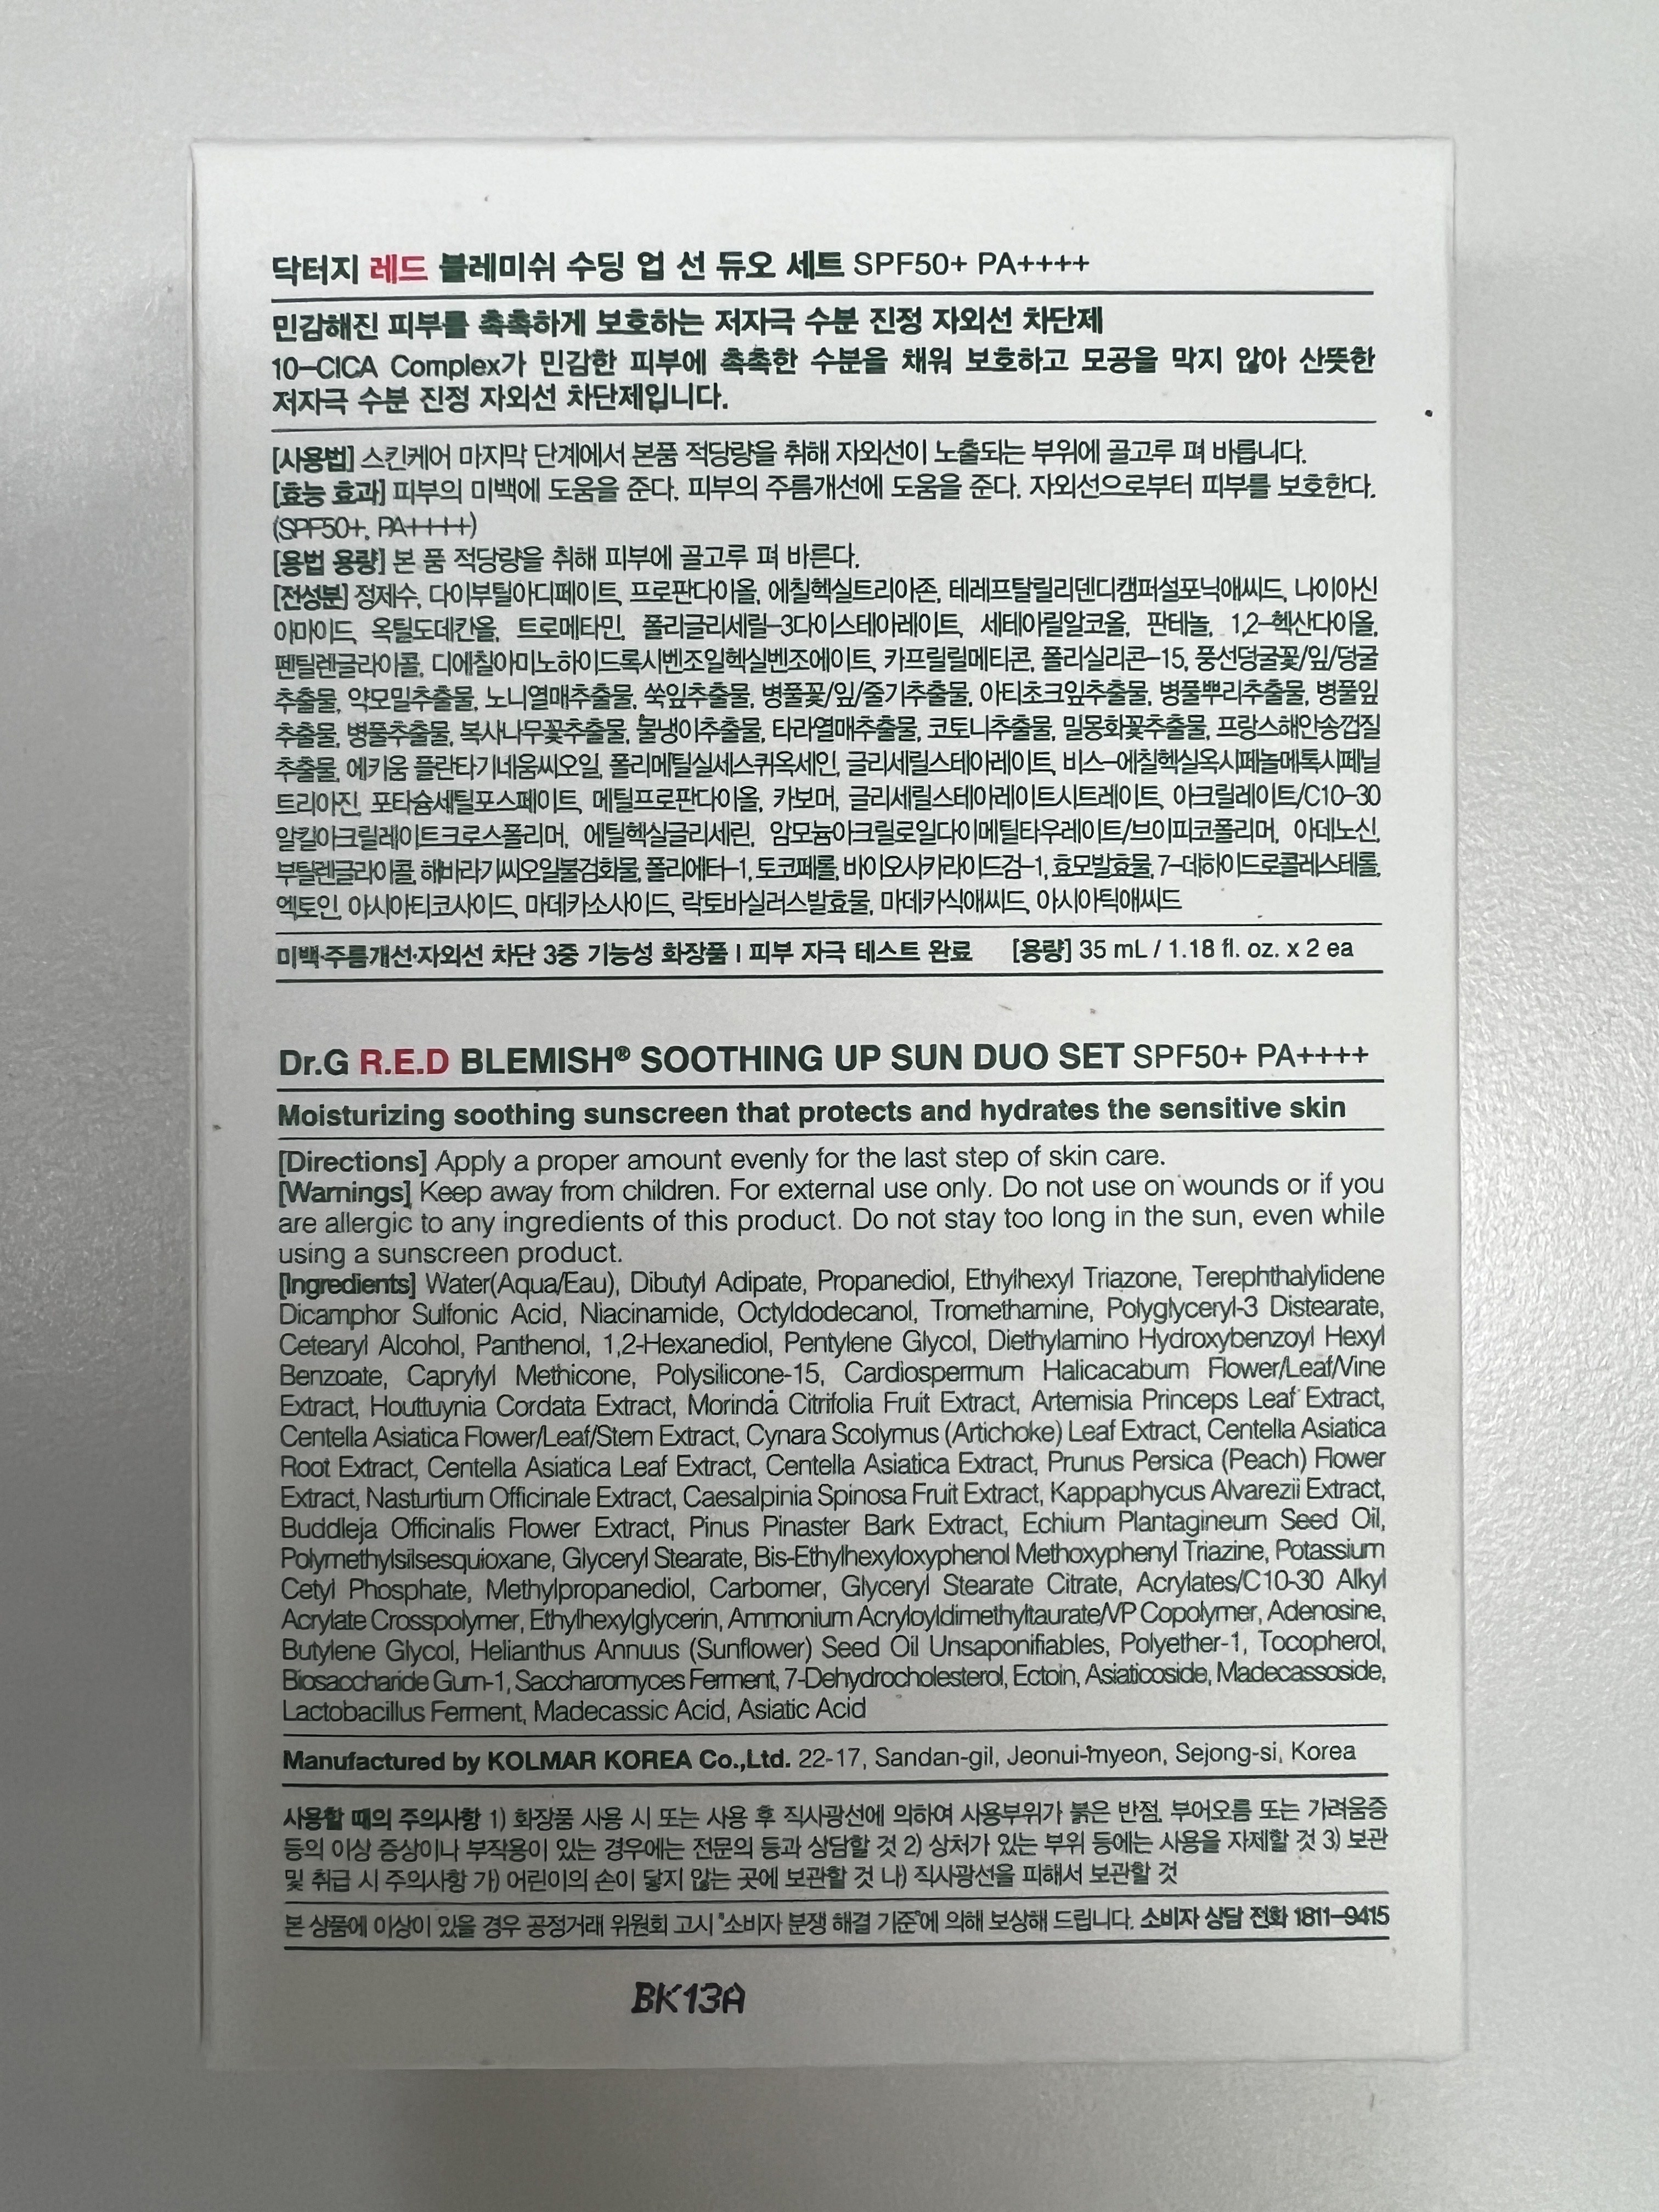 닥터지 레드 블레미쉬 수딩 업 선 듀오 세트 SPF50+ PA++++
민감해진 피부를 촉촉하게 보호하는 저자극 수분 진정 자외선 차단제
10-CICA Complex가 민감한 피부에 촉촉한 수분을 채워 보호하고 모공을 막지 않아 산뜻한
저자극 수분 진정 자외선 차단제입니다.
[사용법] 스킨케어 마지막 단계에서 본품 적당량을 취해 자외선이 노출되는 부위에 골고루 펴 바릅니다.
[효능 효과] 피부의 미백에 도움을 준다. 피부의 주름개선에 도움을 준다. 자외선으로부터 피부를 보호한다.
(SPF50+, PA++++)
[용법 용량] 본 품 적당량을 취해 피부에 골고루 펴 바른다.
[전성분] 정제수, 다이부틸아디페이트, 프로판다이올, 에칠헥실트리아존, 테레프탈릴리덴디캠퍼설포닉애씨드, 나이아신
아마이드, 옥틸도데칸올, 트로메타민, 폴리글리세릴-3다이스테아레이트, 세테아릴알코올, 판테놀, 1,2-헥산다이올,
펜틸렌글라이콜, 디에칠아미노하이드록시벤조일헥실벤조에이트, 카프릴릴메티콘, 폴리실리콘-15, 풍선덩굴꽃/잎/덩굴
추출물, 약모밀추출물, 노니열매추출물, 쑥잎추출물, 병풀꽃/잎/줄기추출물, 아티초크잎추출물, 병풀뿌리추출물, 병풀잎
추출물, 병풀추출물, 복사나무꽃추출물, 물냉이추출물, 타라열매추출물, 코토니추출물, 밀몽화꽃추출물, 프랑스해안송껍질
추출물, 에키움 플란타기네움씨오일, 폴리메틸실세스퀴옥세인, 글리세릴스테아레이트, 비스-에칠헥실옥시페놀메톡시페닐
트리아진, 포타슘세틸포스페이트, 메틸프로판다이올, 카보머, 글리세릴스테아레이트시트레이트, 아크릴레이트/C10-30
알킬아크릴레이트크로스폴리머, 에틸헥실글리세린, 암모늄아크릴로일다이메틸타우레이트/브이피코폴리머, 아데노신,
부틸렌글라이콜, 해바라기씨오일불검화물, 폴리에터-1, 토코페롤, 바이오사카라이드검-1, 효모발효물, 7-데하이드로콜레스테롤,
엑토인, 아시아티코사이드, 마데카소사이드, 락토바실러스발효물, 마데카식애씨드, 아시아틱애씨드
미백·주름개선·자외선 차단 3중 기능성 화장품 | 피부 자극 테스트 완료 [용량] 35 mL / 1.18 fl. oz. x 2 ea
Dr.G R.E.D BLEMISH® SOOTHING UP SUN DUO SET SPF50+ PA++++
Moisturizing soothing sunscreen that protects and hydrates the sensitive skin
[Directions] Apply a proper amount evenly for the last step of skin care.
[Warnings] Keep away from children. For external use only. Do not use on wounds or if you
are allergic to any ingredients of this product. Do not stay too long in the sun, even while
using a sunscreen product.
[Ingredients] Water(Aqua/Eau), Dibutyl Adipate, Propanediol, Ethylhexyl Triazone, Terephthalylidene
Dicamphor Sulfonic Acid, Niacinamide, Octyldodecanol, Tromethamine, Polyglyceryl-3 Distearate,
Cetearyl Alcohol, Panthenol, 1,2-Hexanediol, Pentylene Glycol, Diethylamino Hydroxybenzoyl Hexyl
Benzoate, Caprylyl Methicone, Polysilicone-15, Cardiospermum Halicacabum Flower/Leaf/Vine
Extract, Houttuynia Cordata Extract, Morinda Citrifolia Fruit Extract, Artemisia Princeps Leaf Extract,
Centella Asiatica Flower/Leaf/Stem Extract, Cynara Scolymus (Artichoke) Leaf Extract, Centella Asiatica
Root Extract, Centella Asiatica Leaf Extract, Centella Asiatica Extract, Prunus Persica (Peach) Flower
Extract, Nasturtium Officinale Extract, Caesalpinia Spinosa Fruit Extract, Kappaphycus Alvarezii Extract,
Buddleja Officinalis Flower Extract, Pinus Pinaster Bark Extract, Echium Plantagineum Seed Oil,
Polymethylsilsesquioxane, Glyceryl Stearate, Bis-Ethylhexyloxyphenol Methoxyphenyl Triazine, Potassium
Cetyl Phosphate, Methylpropanediol, Carbomer, Glyceryl Stearate Citrate, Acrylates/C10-30 Alkyl
Acrylate Crosspolymer, Ethylhexylglycerin, Ammonium Acryloyldimethyltaurate/VP Copolymer, Adenosine,
Butylene Glycol, Helianthus Annuus (Sunflower) Seed Oil Unsaponifiables, Polyether-1, Tocopherol,
Biosaccharide Gum-1, Saccharomyces Ferment, 7-Dehydrocholesterol, Ectoin, Asiaticoside, Madecassoside,
Lactobacillus Ferment, Madecassic Acid, Asiatic Acid
Manufactured by KOLMAR KOREA Co.,Ltd. 22-17, Sandan-gil, Jeonui-myeon, Sejong-si, Korea
사용할 때의 주의사항 1) 화장품 사용 시 또는 사용 후 직사광선에 의하여 사용부위가 붉은 반점, 부어오름 또는 가려움증
등의 이상 증상이나 부작용이 있는 경우에는 전문의 등과 상담할 것 2) 상처가 있는 부위 등에는 사용을 자제할 것 3) 보관
및 취급 시 주의사항 가) 어린이의 손이 닿지 않는 곳에 보관할 것 나) 직사광선을 피해서 보관할 것
본 상품에 이상이 있을 경우 공정거래 위원회 고시 "소비자 분쟁 해결 기준"에 의해 보상해 드립니다. 소비자 상담 전화 1811-9415
BK13A